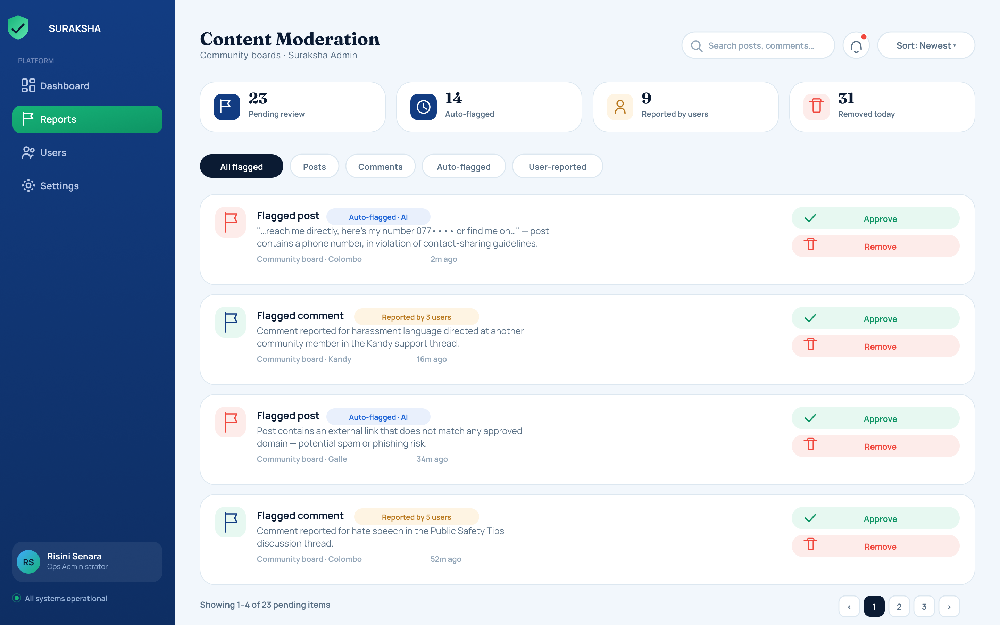 SURAKSHA
PLATFORM
Dashboard
Reports
Users
Settings
RS
Risini Senara
Ops Administrator
All systems operational
Content Moderation
Community boards · Suraksha Admin
Search posts, comments...
Sort: Newest ▾
23
Pending review
14
Auto-flagged
9
Reported by users
31
Removed today
All flagged
Posts
Comments
Auto-flagged
User-reported
Flagged post
Auto-flagged · AI
"...reach me directly, here's my number 077•••• or find me on..." — post
contains a phone number, in violation of contact-sharing guidelines.
Community board · Colombo
2m ago
Approve
Remove
Flagged comment
Reported by 3 users
Comment reported for harassment language directed at another
community member in the Kandy support thread.
Community board · Kandy
16m ago
Approve
Remove
Flagged post
Auto-flagged · AI
Post contains an external link that does not match any approved
domain — potential spam or phishing risk.
Community board · Galle
34m ago
Approve
Remove
Flagged comment
Reported by 5 users
Comment reported for hate speech in the Public Safety Tips
discussion thread.
Community board · Colombo
52m ago
Approve
Remove
Showing 1–4 of 23 pending items
‹ 1 2 3 ›